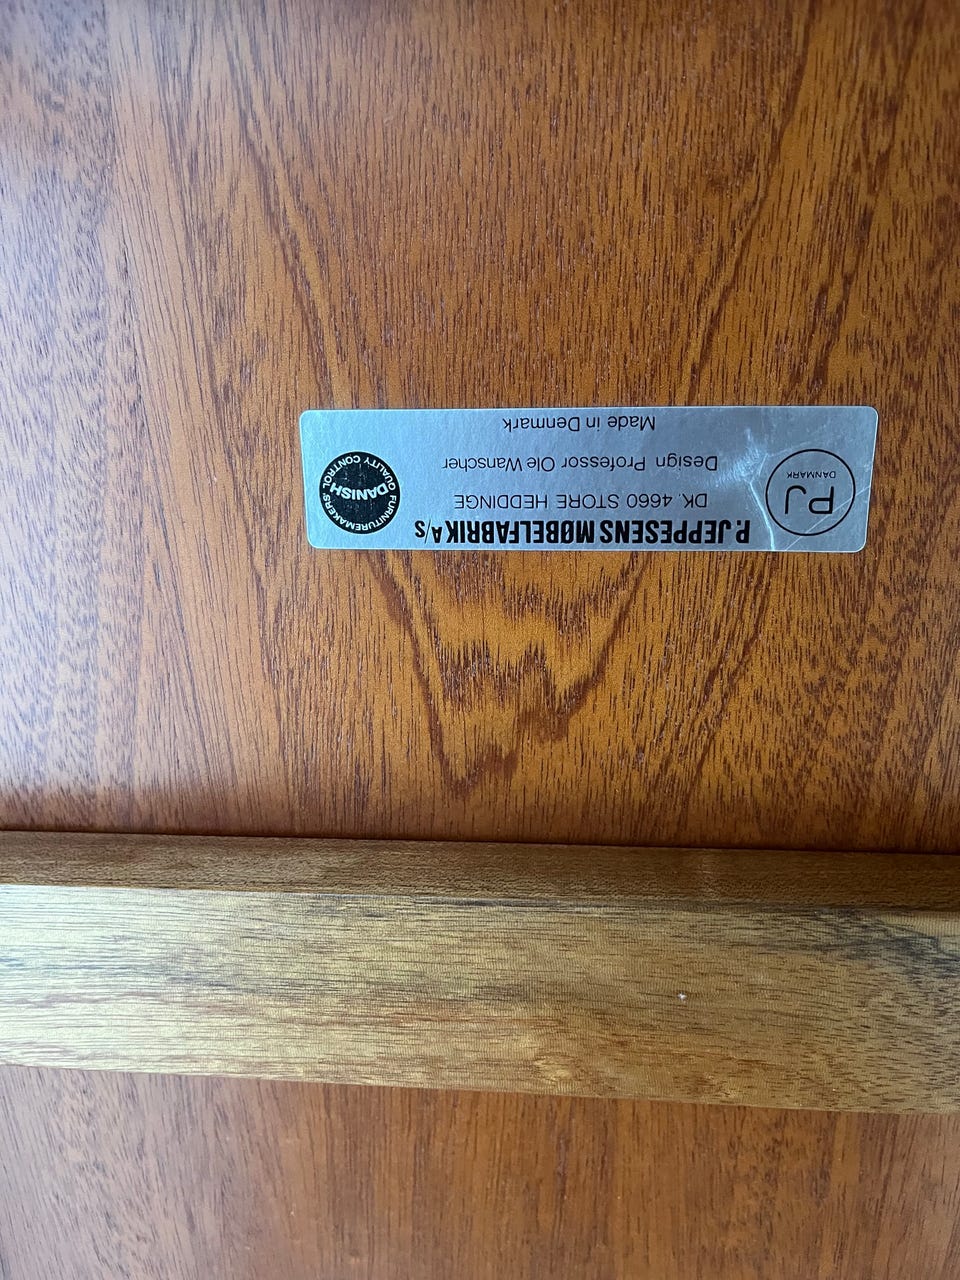 PJ
DANMARK
P. JEPPESENS MØBELFABRIK A/S
DK. 4660 STORE HEDDINGE
Design Professor Ole Wanscher
Made in Denmark
FURNITUREMAKERS'
DANISH
QUALITY CONTROL